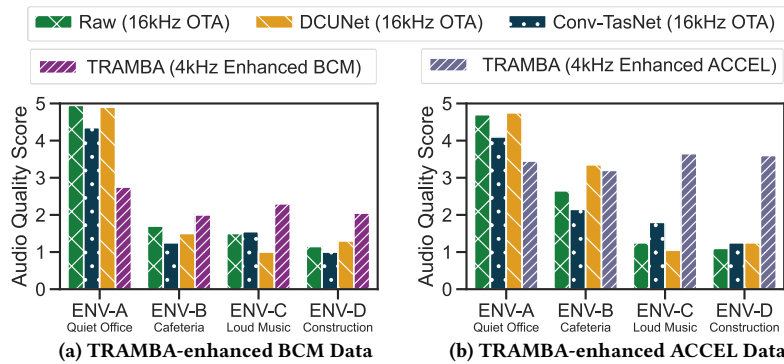 Raw (16kHz OTA) DCUNet (16kHz OTA) Conv-TasNet (16kHz OTA)
TRAMBA (4kHz Enhanced BCM) TRAMBA (4kHz Enhanced ACCEL)
Audio Quality Score
5
4
3
2
1
0
ENV-A ENV-B ENV-C ENV-D
Quiet Office Cafeteria Loud Music Construction
(a) TRAMBA-enhanced BCM Data
Audio Quality Score
5
4
3
2
1
0
ENV-A ENV-B ENV-C ENV-D
Quiet Office Cafeteria Loud Music Construction
(b) TRAMBA-enhanced ACCEL Data